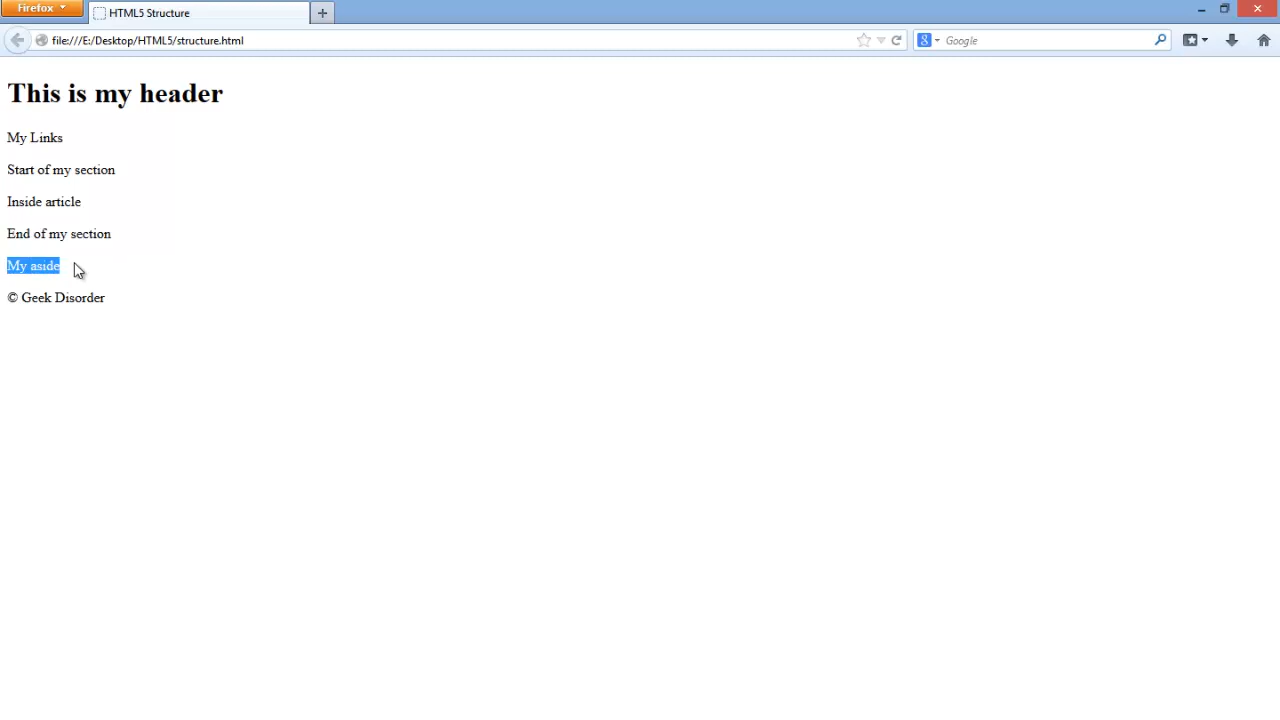 Firefox
HTML5 Structure
file:///E:/Desktop/HTML5/structure.html
Google
This is my header
My Links
Start of my section
Inside article
End of my section
My aside
© Geek Disorder